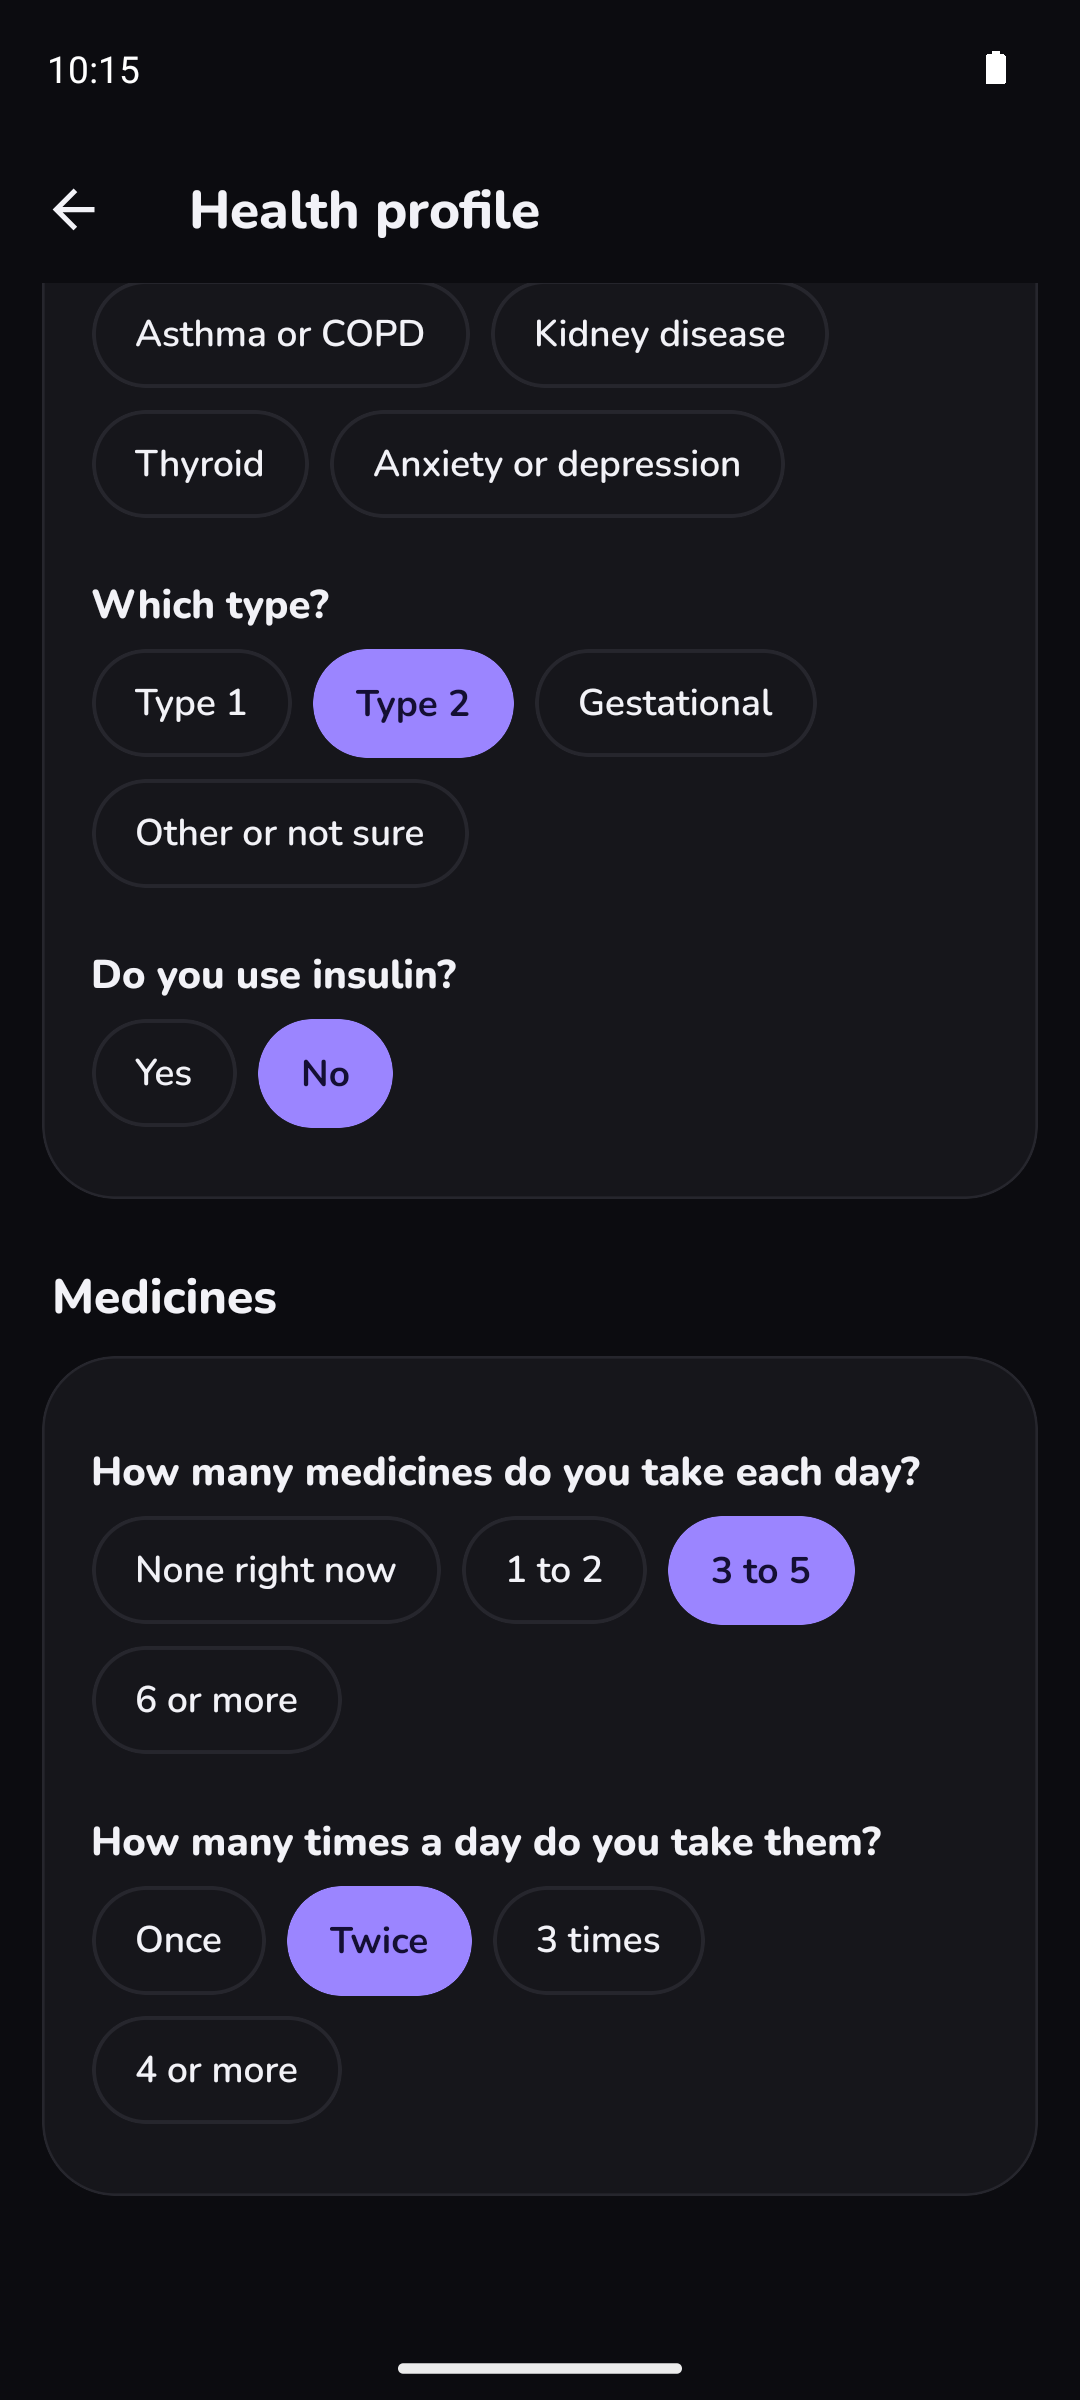 10:15
Health profile
Asthma or COPD Kidney disease
Thyroid Anxiety or depression
Which type?
Type 1 Type 2 Gestational
Other or not sure
Do you use insulin?
Yes No
Medicines
How many medicines do you take each day?
None right now 1 to 2 3 to 5
6 or more
How many times a day do you take them?
Once Twice 3 times
4 or more